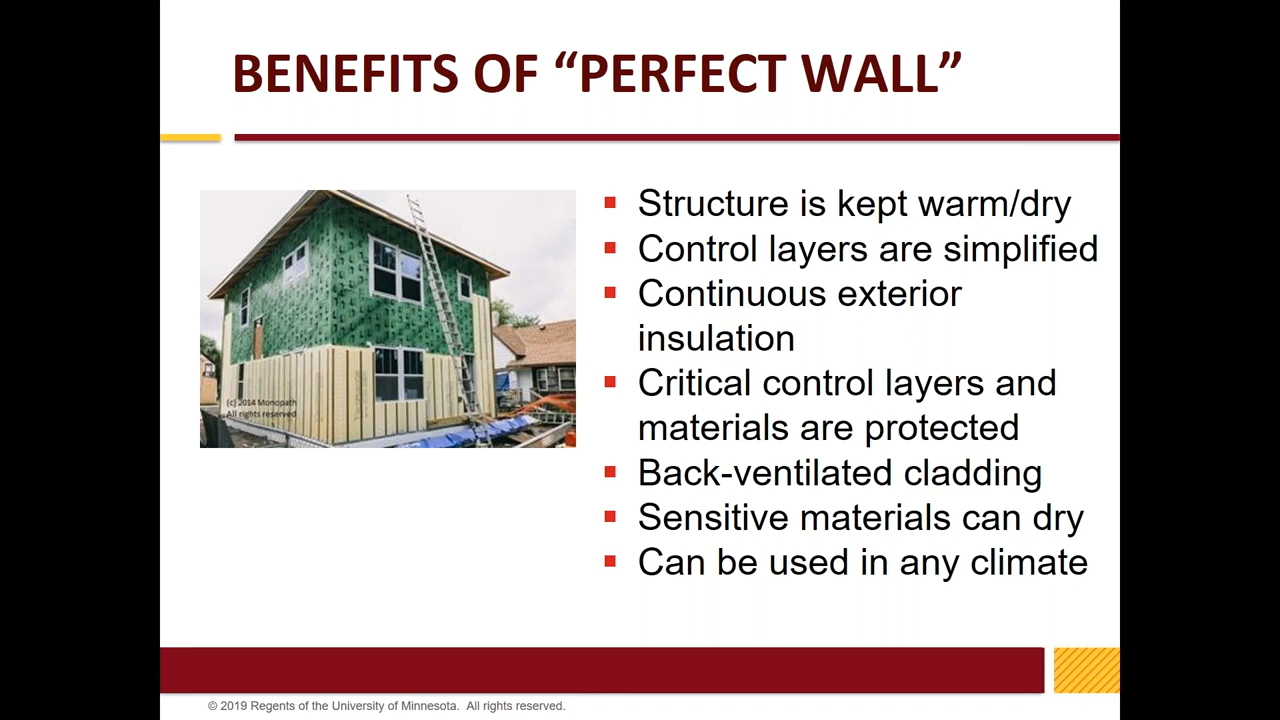 BENEFITS OF “PERFECT WALL”
(c) 2014 Monopath
All rights reserved
Structure is kept warm/dry
Control layers are simplified
Continuous exterior
insulation
Critical control layers and
materials are protected
Back-ventilated cladding
Sensitive materials can dry
Can be used in any climate
© 2019 Regents of the University of Minnesota.  All rights reserved.